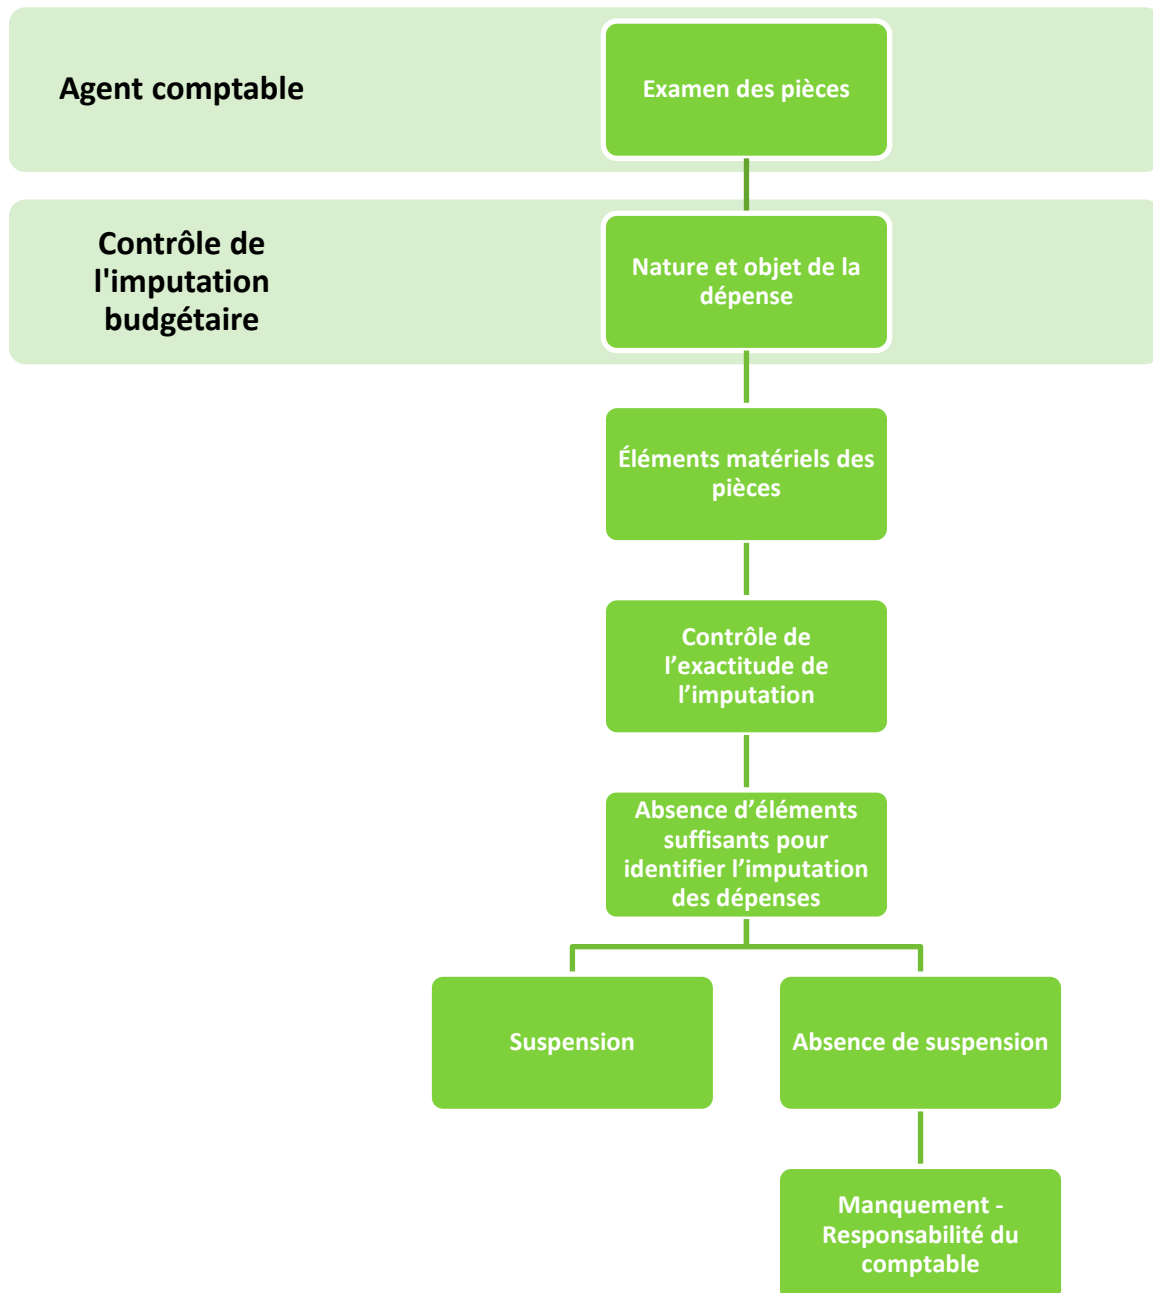 Agent comptable
Examen des pièces
Contrôle de
l'imputation
budgétaire
Nature et objet de la
dépense
Éléments matériels des
pièces
Contrôle de
l’exactitude de
l’imputation
Absence d’éléments
suffisants pour
identifier l’imputation
des dépenses
Suspension
Absence de suspension
Manquement -
Responsabilité du
comptable